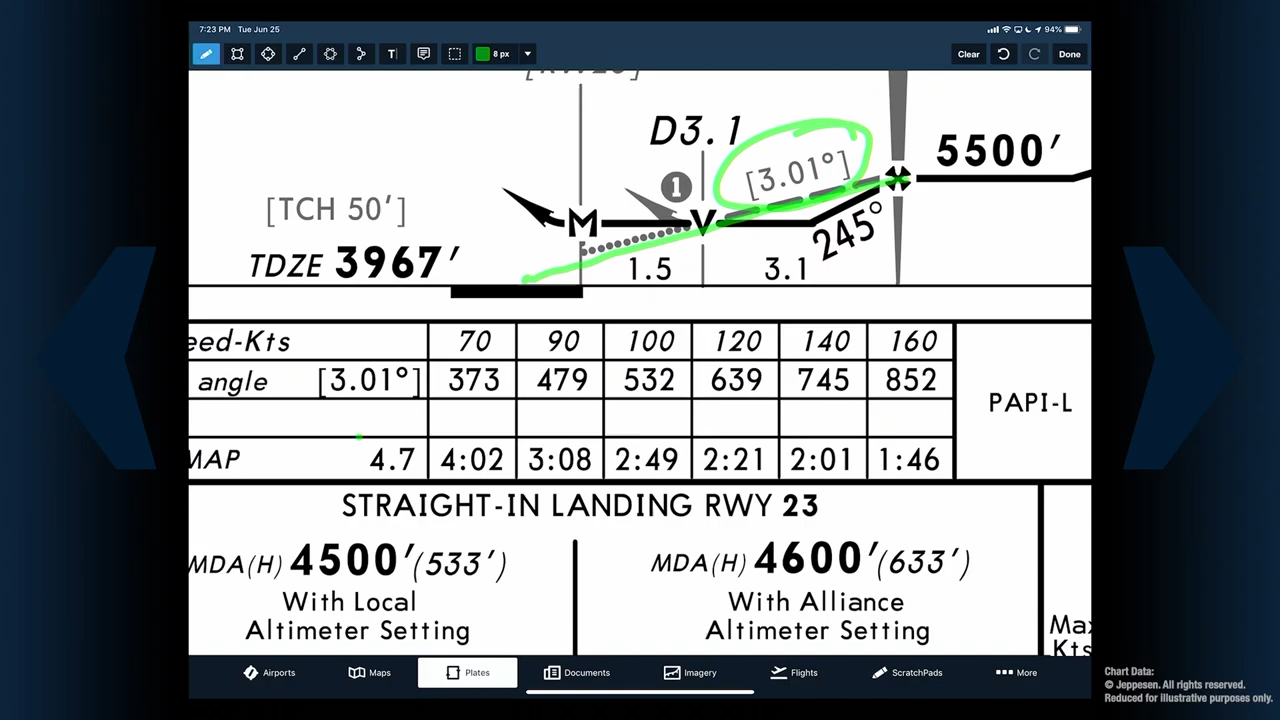 7:23 PM Tue Jun 25
94%
T
8 px
Clear
Done
D3.1
[3.01°]
5500′
1
[TCH 50′]
M
V
245°
TDZE 3967′
1.5
3.1
eed-Kts 70 90 100 120 140 160
angle [3.01°] 373 479 532 639 745 852
PAPI-L
MAP 4.7 4:02 3:08 2:49 2:21 2:01 1:46
STRAIGHT-IN LANDING RWY 23
MDA(H) 4500′(533′)
MDA(H) 4600′(633′)
With Local
With Alliance
Altimeter Setting
Altimeter Setting
Max
Kts
Airports
Maps
Plates
Documents
Imagery
Flights
ScratchPads
More
Chart Data:
© Jeppesen. All rights reserved.
Reduced for illustrative purposes only.